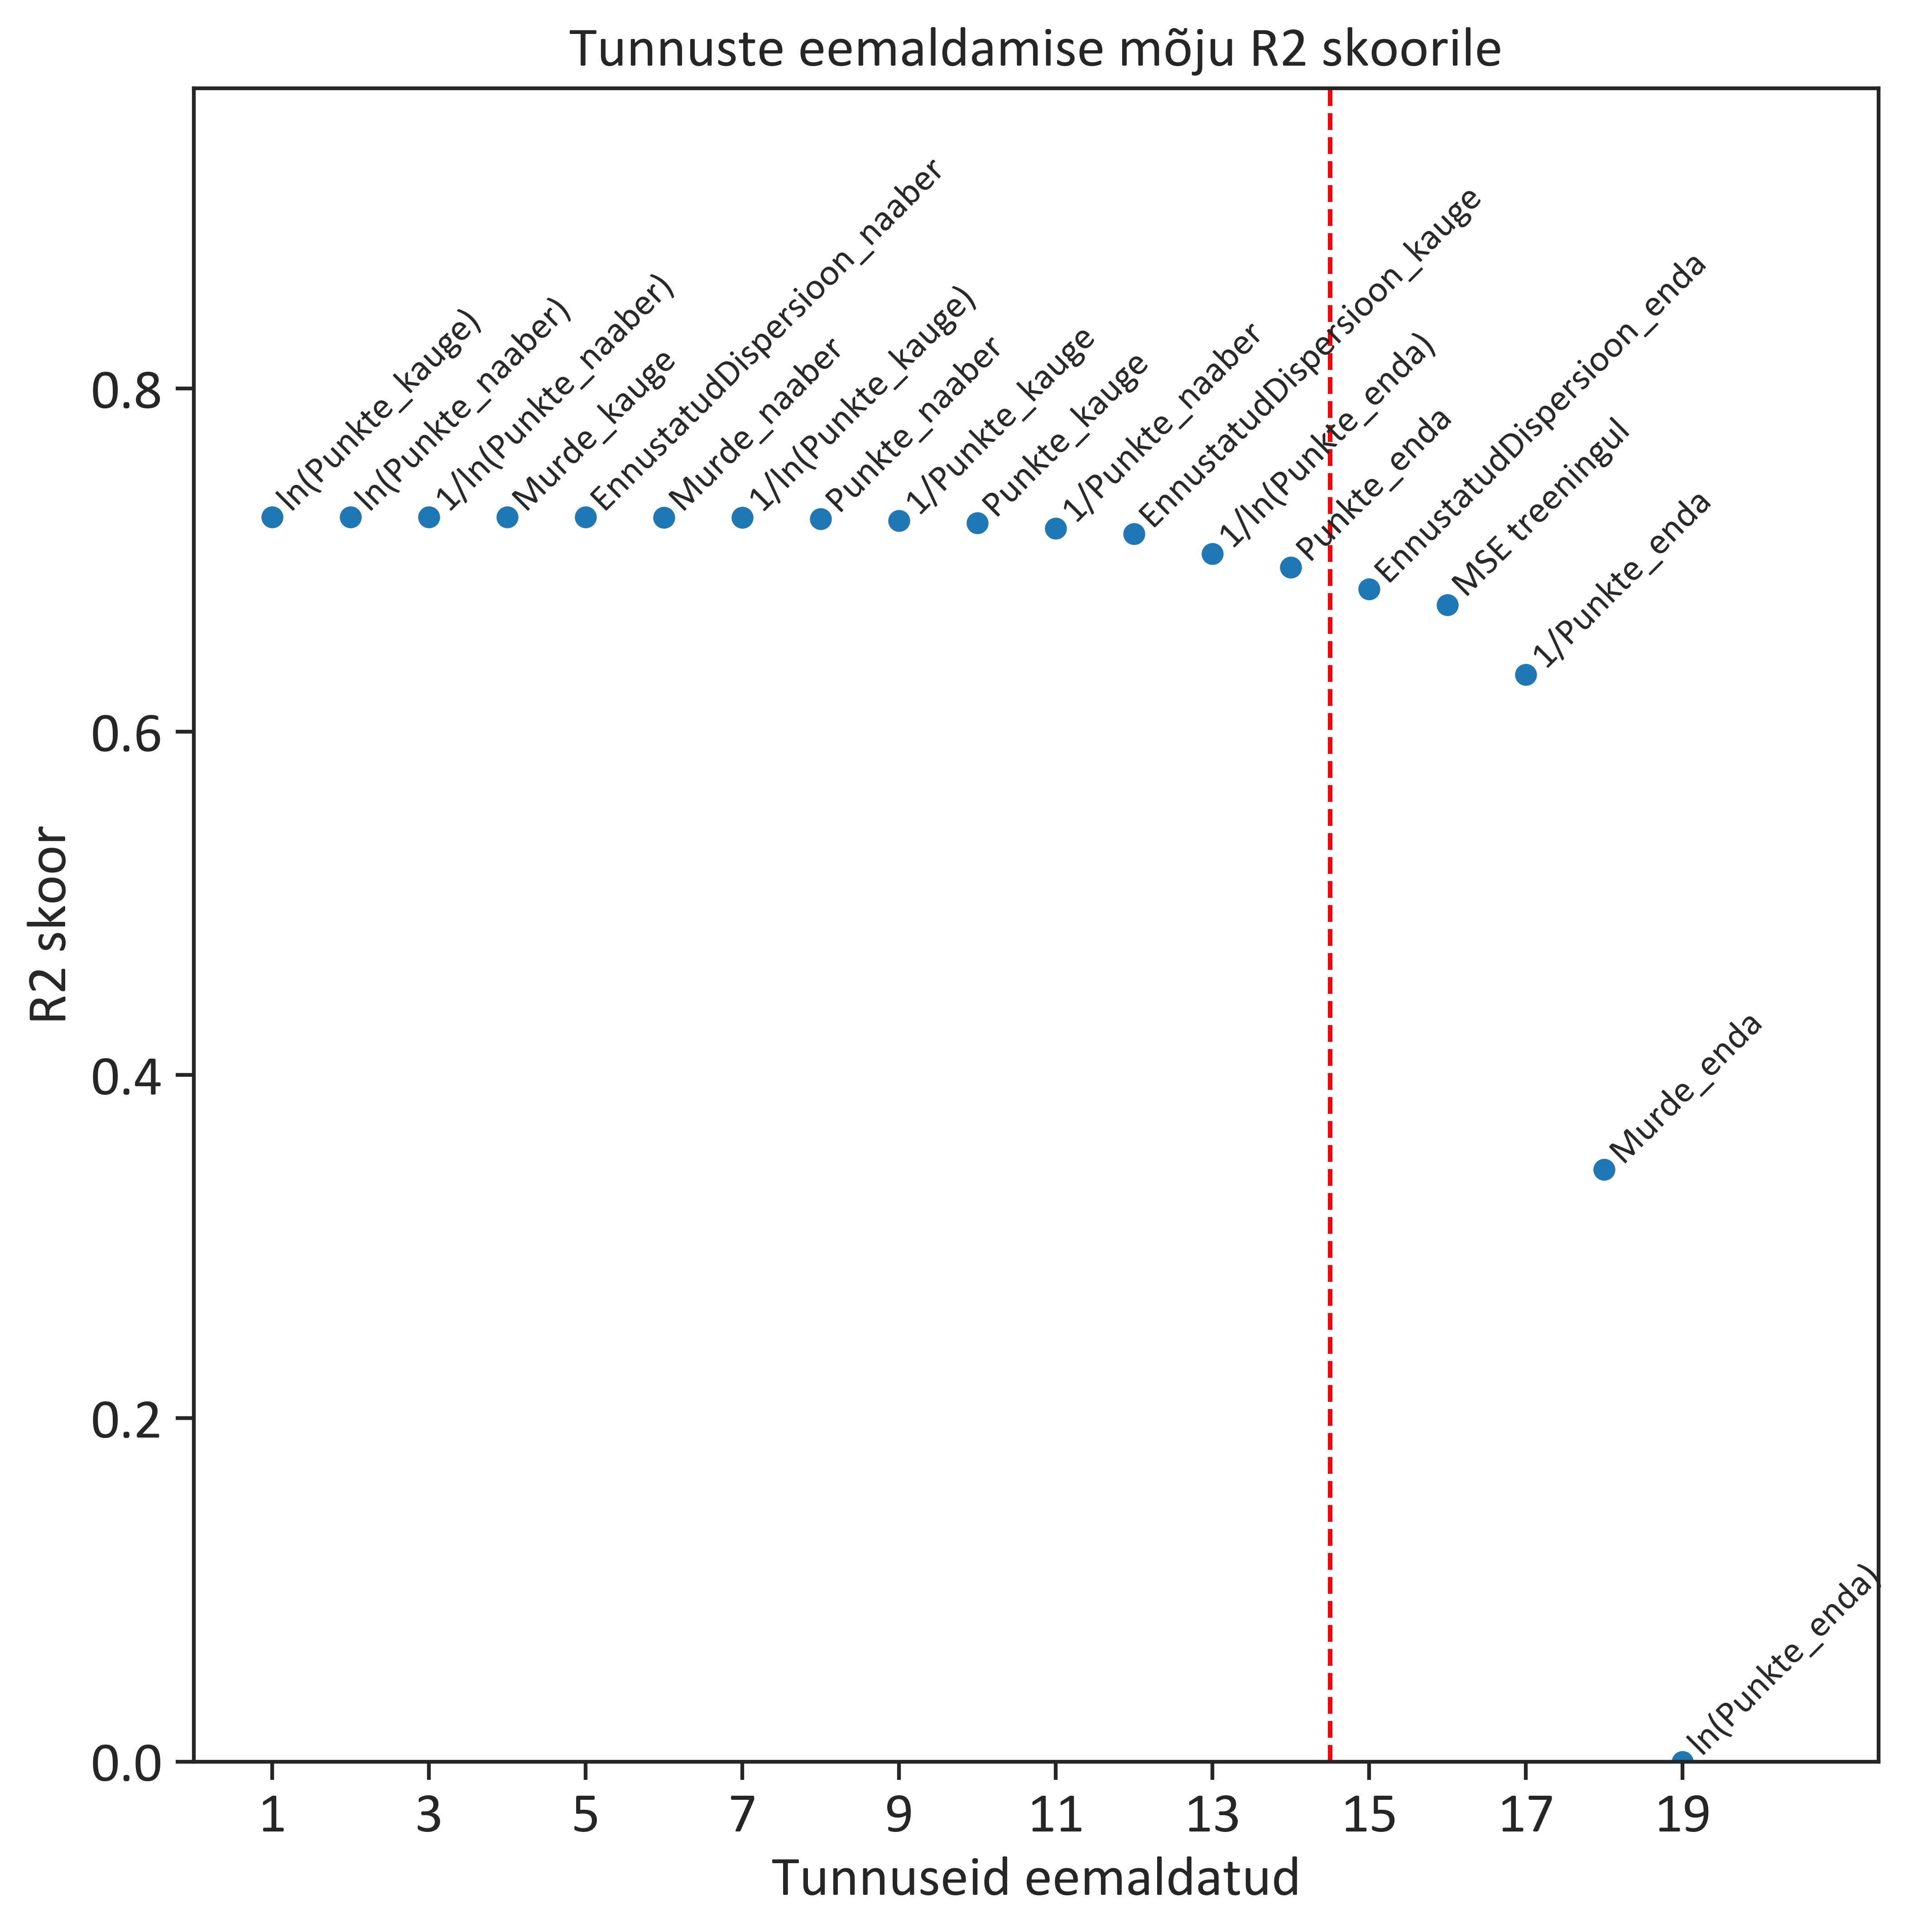 Tunnuste eemaldamise mõju R2 skoorile
R2 skoor
0.8
0.6
0.4
0.2
0.0
ln(Punkte_kauge)
ln(Punkte_naaber)
1/ln(Punkte_naaber)
Murde_kauge
EnnustatudDispersioon_naaber
Murde_naaber
1/ln(Punkte_kauge)
Punkte_naaber
1/Punkte_kauge
Punkte_kauge
1/Punkte_naaber
EnnustatudDispersioon_kauge
1/ln(Punkte_enda)
Punkte_enda
EnnustatudDispersioon_enda
MSE treeningul
1/Punkte_enda
Murde_enda
ln(Punkte_enda)
1 3 5 7 9 11 13 15 17 19
Tunnuseid eemaldatud